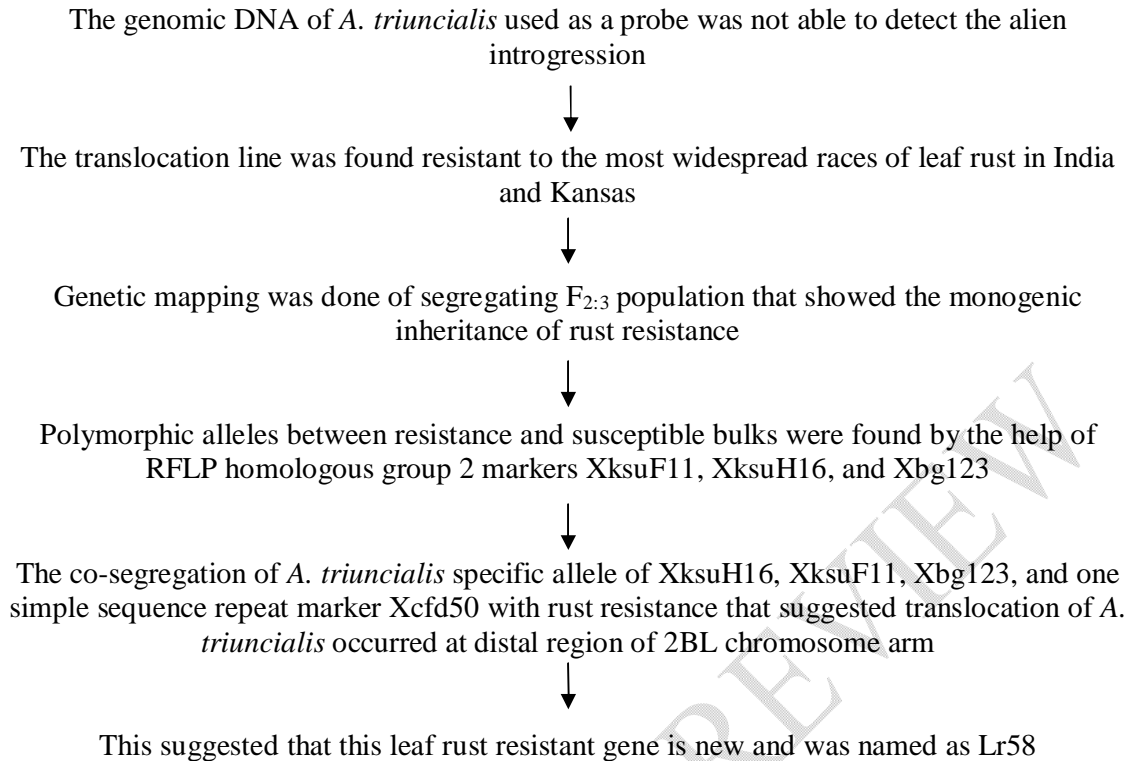 The genomic DNA of A. triuncialis used as a probe was not able to detect the alien
introgression
The translocation line was found resistant to the most widespread races of leaf rust in India
and Kansas
Genetic mapping was done of segregating F2:3 population that showed the monogenic
inheritance of rust resistance
Polymorphic alleles between resistance and susceptible bulks were found by the help of
RFLP homologous group 2 markers XksuF11, XksuH16, and Xbg123
The co-segregation of A. triuncialis specific allele of XksuH16, XksuF11, Xbg123, and one
simple sequence repeat marker Xcfd50 with rust resistance that suggested translocation of A.
triuncialis occurred at distal region of 2BL chromosome arm
This suggested that this leaf rust resistant gene is new and was named as Lr58
REVIEW